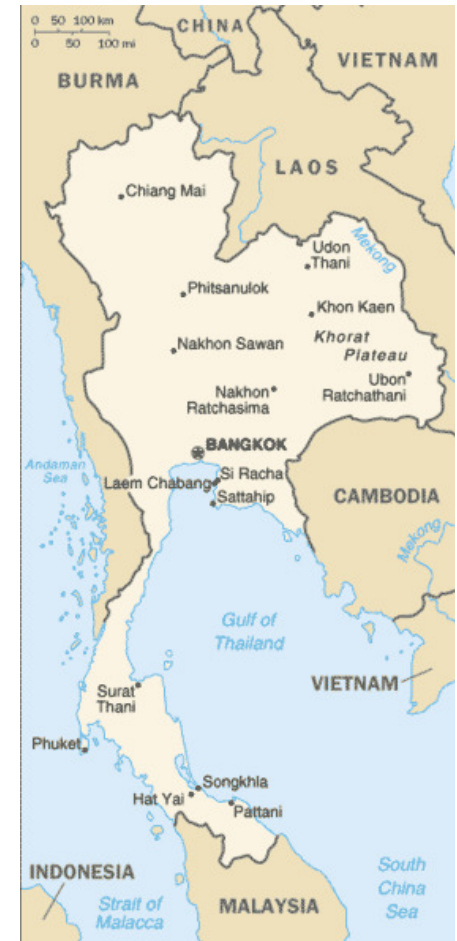 0 50 100 km
0 50 100 mi
CHINA
VIETNAM
BURMA
LAOS
Chiang Mai
Mekong
Udon
Thani
Phitsanulok
Khon Kaen
Khorat
Plateau
Nakhon Sawan
Ubon
Ratchathani
Nakhon
Ratchasima
BANGKOK
Andaman
Sea
Si Racha
Laem Chabang
Sattahip
CAMBODIA
Mekong
Gulf of
Thailand
VIETNAM
Surat
Thani
Phuket
Songkhla
Hat Yai
Pattani
INDONESIA
South
China
Sea
Strait of
Malacca
MALAYSIA